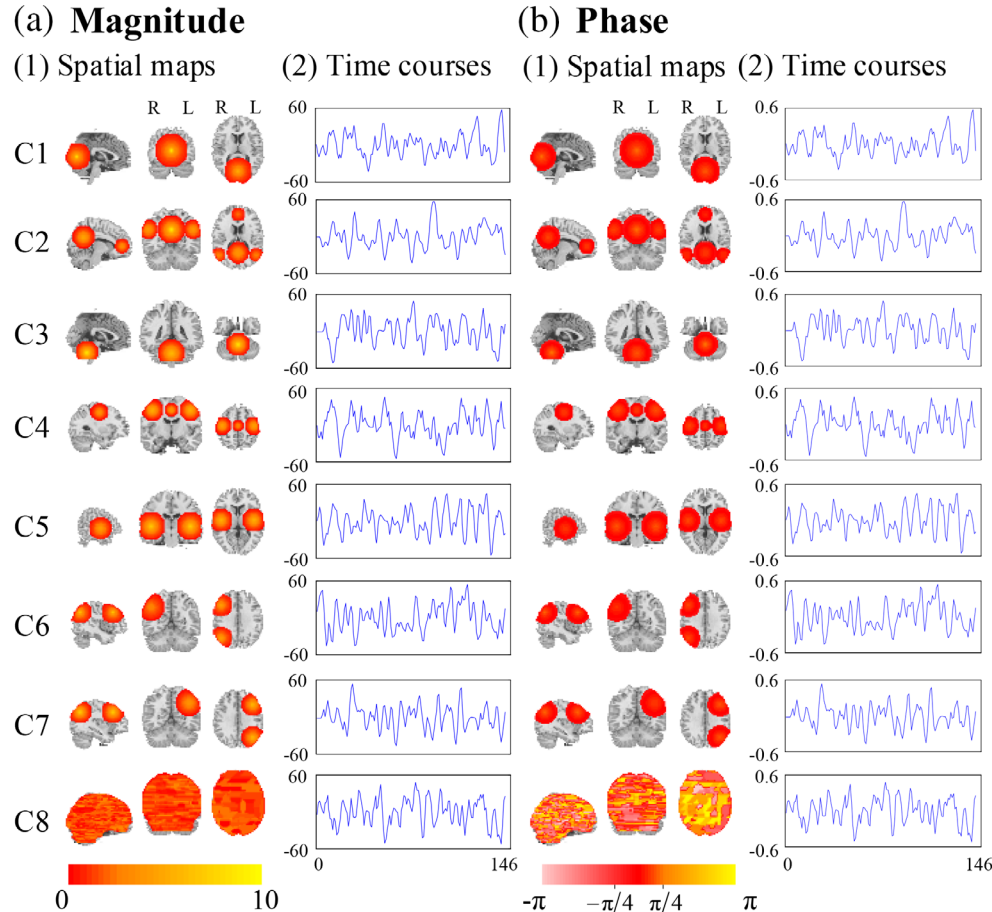 (a) Magnitude
(b) Phase
(1) Spatial maps
(2) Time courses
(1) Spatial maps
(2) Time courses
R L R L
60
R L R L
0.6
C1
-60
-0.6
60
0.6
C2
-60
-0.6
60
0.6
C3
-60
-0.6
60
0.6
C4
-60
-0.6
60
0.6
C5
-60
-0.6
60
0.6
C6
-60
-0.6
60
0.6
C7
-60
-0.6
60
0.6
C8
-60
-0.6
0 146
0 146
0 10
-π −π/4 π/4 π